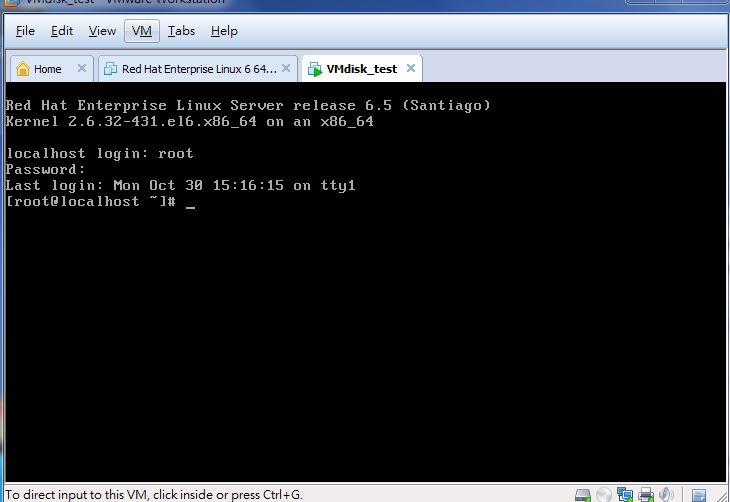 VMdisk_test - VMware Workstation
File Edit View VM Tabs Help
Home Red Hat Enterprise Linux 6 64... VMdisk_test
Red Hat Enterprise Linux Server release 6.5 (Santiago)
Kernel 2.6.32-431.el6.x86_64 on an x86_64
localhost login: root
Password:
Last login: Mon Oct 30 15:16:15 on tty1
[root@localhost ~]# _
To direct input to this VM, click inside or press Ctrl+G.